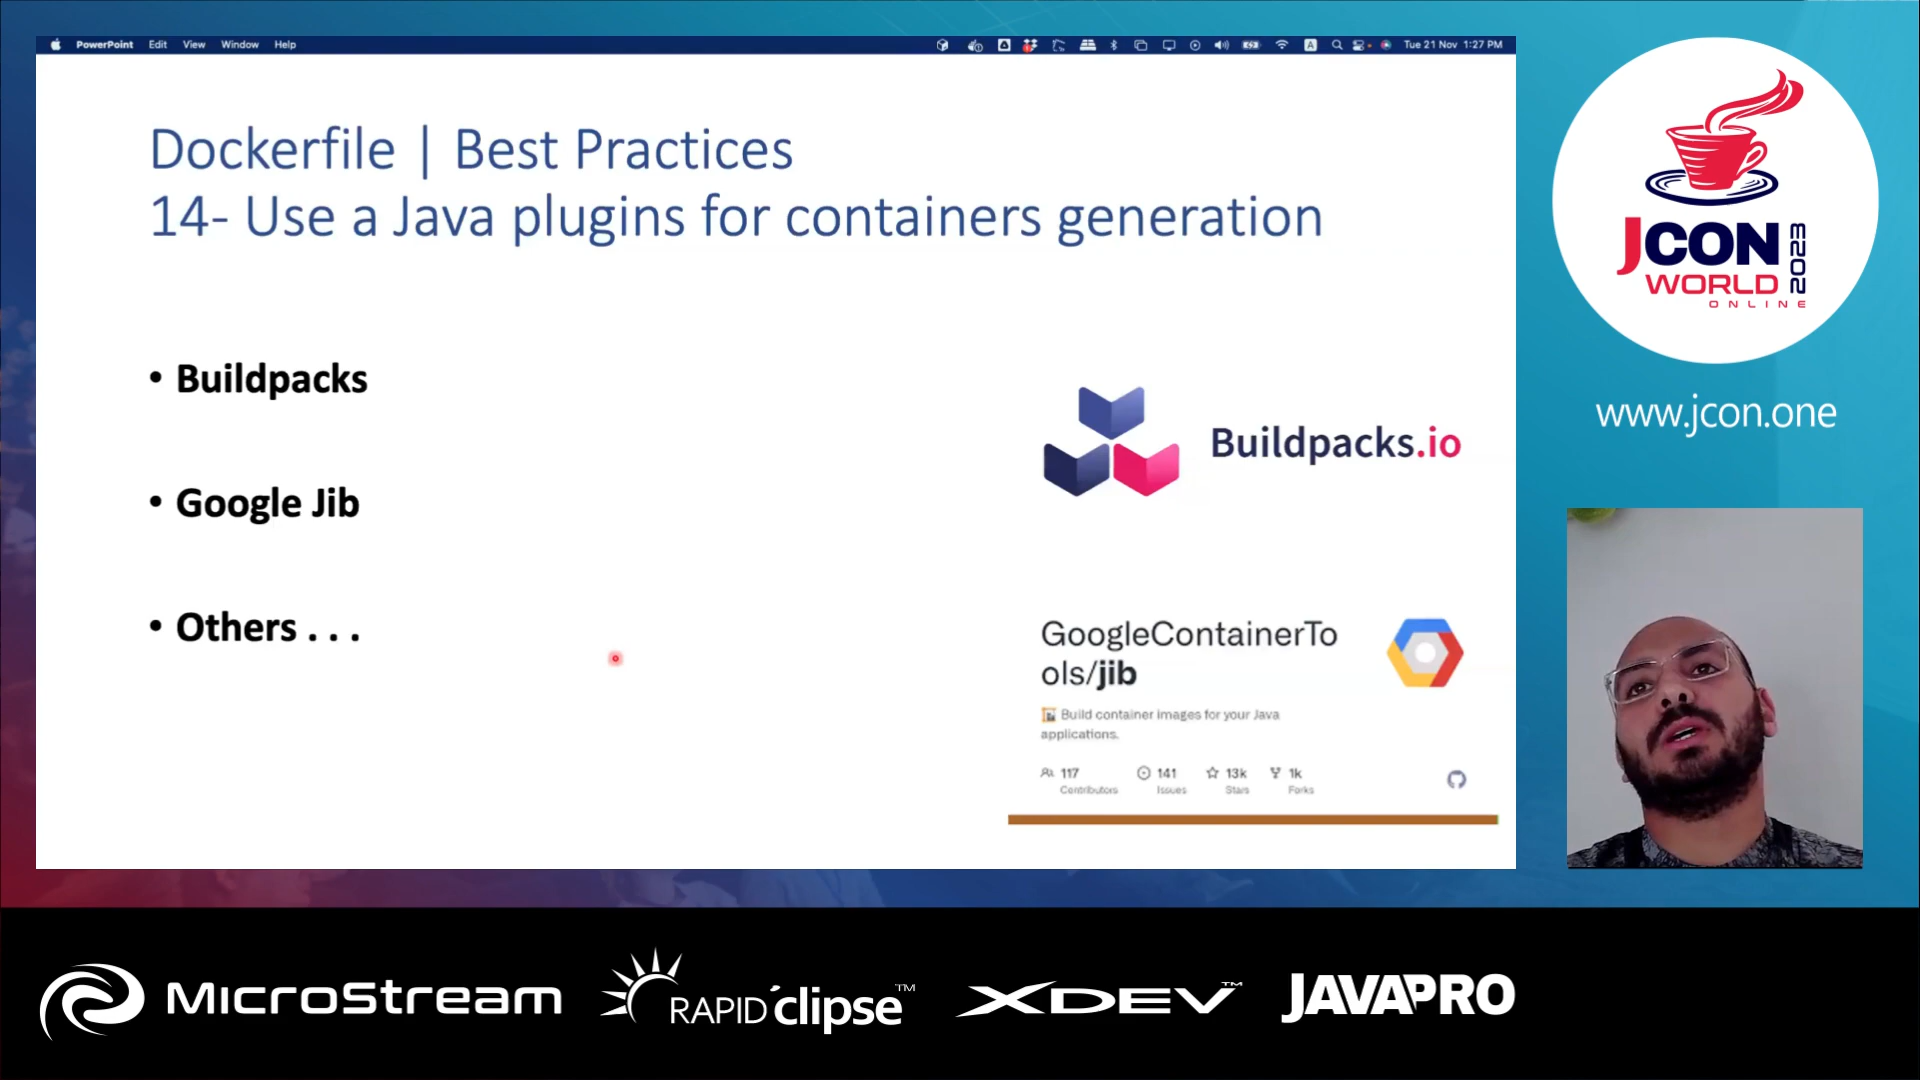 PowerPoint Edit View Window Help
Tue 21 Nov 1:27 PM
Dockerfile | Best Practices
14- Use a Java plugins for containers generation
• Buildpacks
• Google Jib
• Others . . .
Buildpacks.io
GoogleContainerTo
ols/jib
Build container images for your Java
applications.
117 141 13k 1k
Contributors Issues Stars Forks
JCON
WORLD
ONLINE
2023
www.jcon.one
MicroStream
RAPID'clipse™
XDEV™
JAVAPRO